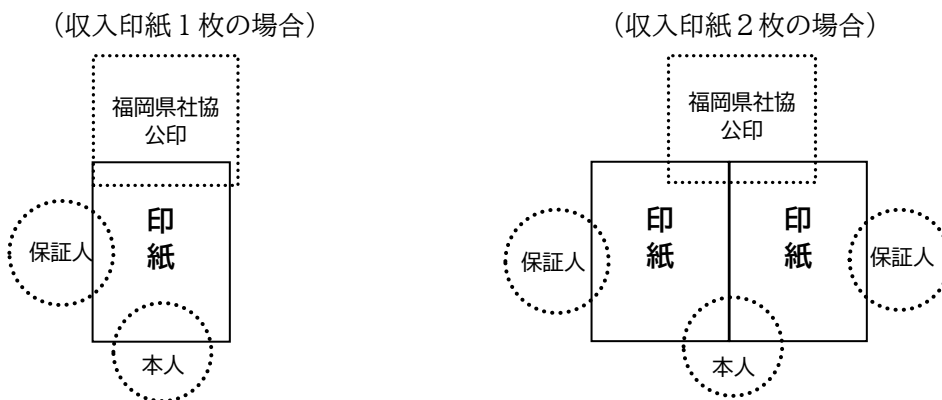 （収入印紙１枚の場合）
福岡県社協
公印
印
紙
保証人
本人
（収入印紙２枚の場合）
福岡県社協
公印
印
紙
印
紙
保証人
保証人
本人